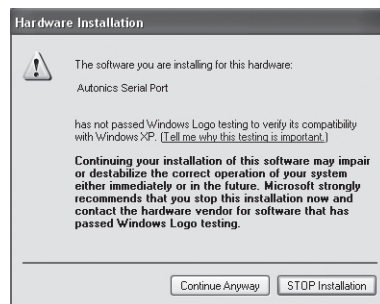 Hardware Installation
The software you are installing for this hardware:
Autonics Serial Port
has not passed Windows Logo testing to verify its compatibility
with Windows XP. (Tell me why this testing is important.)
Continuing your installation of this software may impair
or destabilize the correct operation of your system
either immediately or in the future. Microsoft strongly
recommends that you stop this installation now and
contact the hardware vendor for software that has
passed Windows Logo testing.
Continue Anyway
STOP Installation